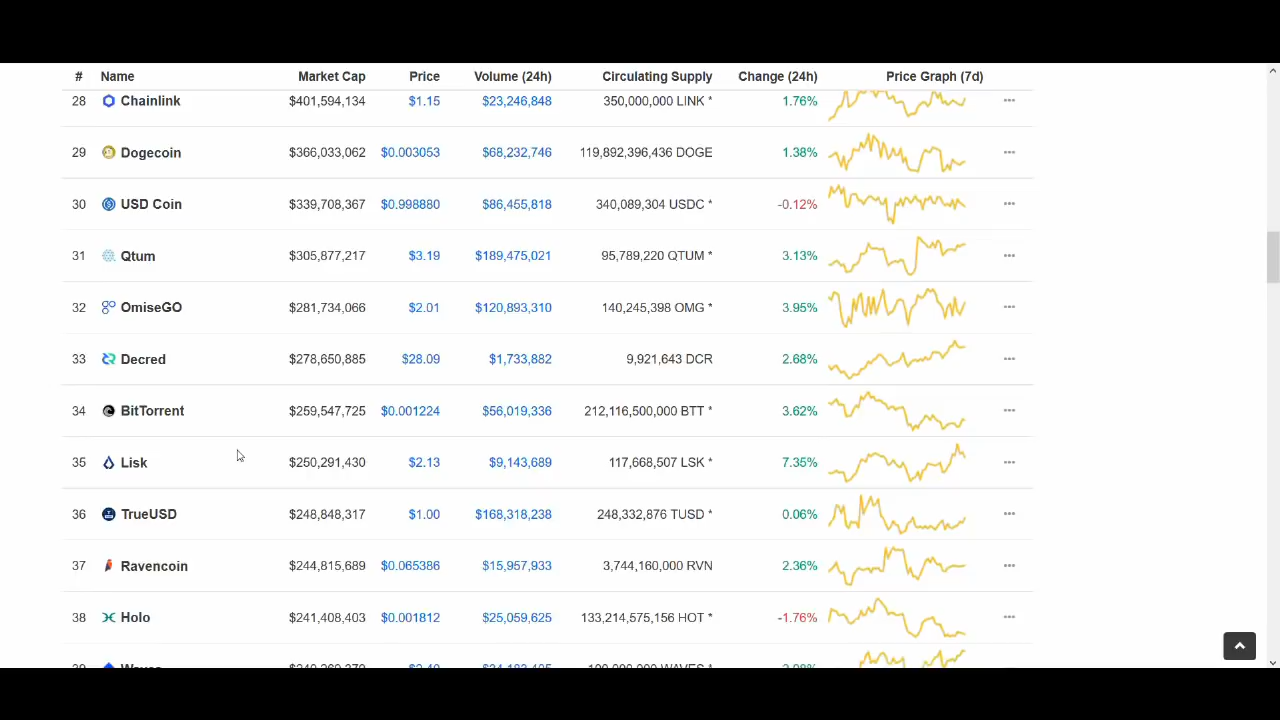 # Name Market Cap Price Volume (24h) Circulating Supply Change (24h) Price Graph (7d)
28 Chainlink $401,594,134 $1.15 $23,246,848 350,000,000 LINK * 1.76%
29 Dogecoin $366,033,062 $0.003053 $68,232,746 119,892,396,436 DOGE 1.38%
30 USD Coin $339,708,367 $0.998880 $86,455,818 340,089,304 USDC * -0.12%
31 Qtum $305,877,217 $3.19 $189,475,021 95,789,220 QTUM * 3.13%
32 OmiseGO $281,734,066 $2.01 $120,893,310 140,245,398 OMG * 3.95%
33 Decred $278,650,885 $28.09 $1,733,882 9,921,643 DCR 2.68%
34 BitTorrent $259,547,725 $0.001224 $56,019,336 212,116,500,000 BTT * 3.62%
35 Lisk $250,291,430 $2.13 $9,143,689 117,668,507 LSK * 7.35%
36 TrueUSD $248,848,317 $1.00 $168,318,238 248,332,876 TUSD * 0.06%
37 Ravencoin $244,815,689 $0.065386 $15,957,933 3,744,160,000 RVN 2.36%
38 Holo $241,408,403 $0.001812 $25,059,625 133,214,575,156 HOT * -1.76%
39 Waves